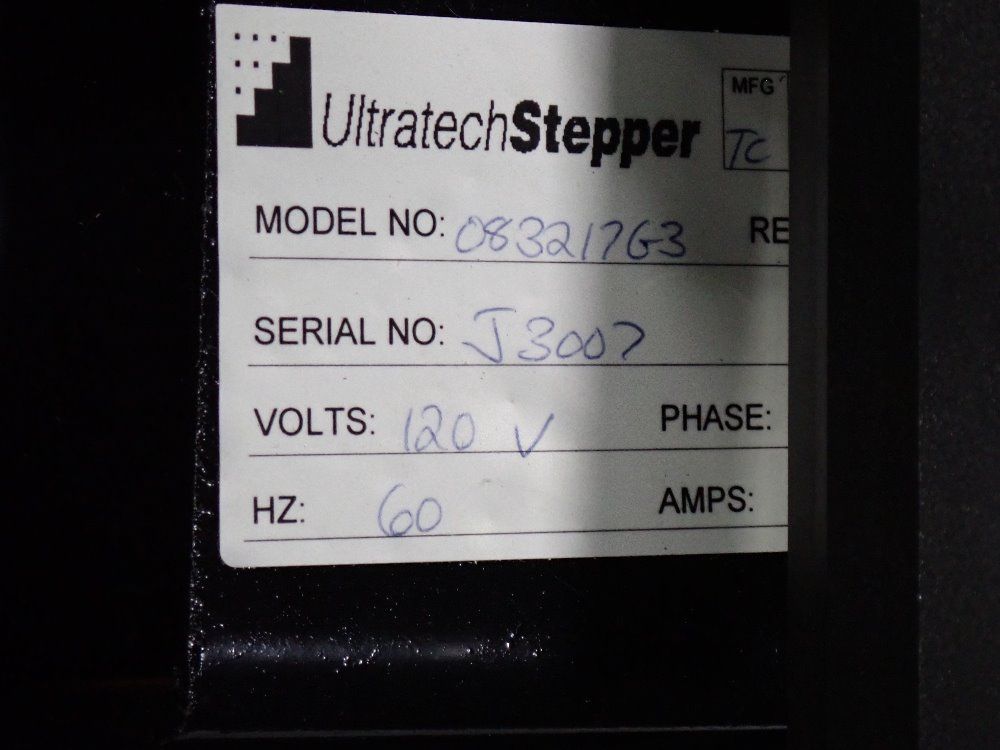 UltratechStepper
MFG
TC
MODEL NO: 083217G3 RE
SERIAL NO: J3007
VOLTS: 120 V PHASE:
HZ: 60 AMPS: